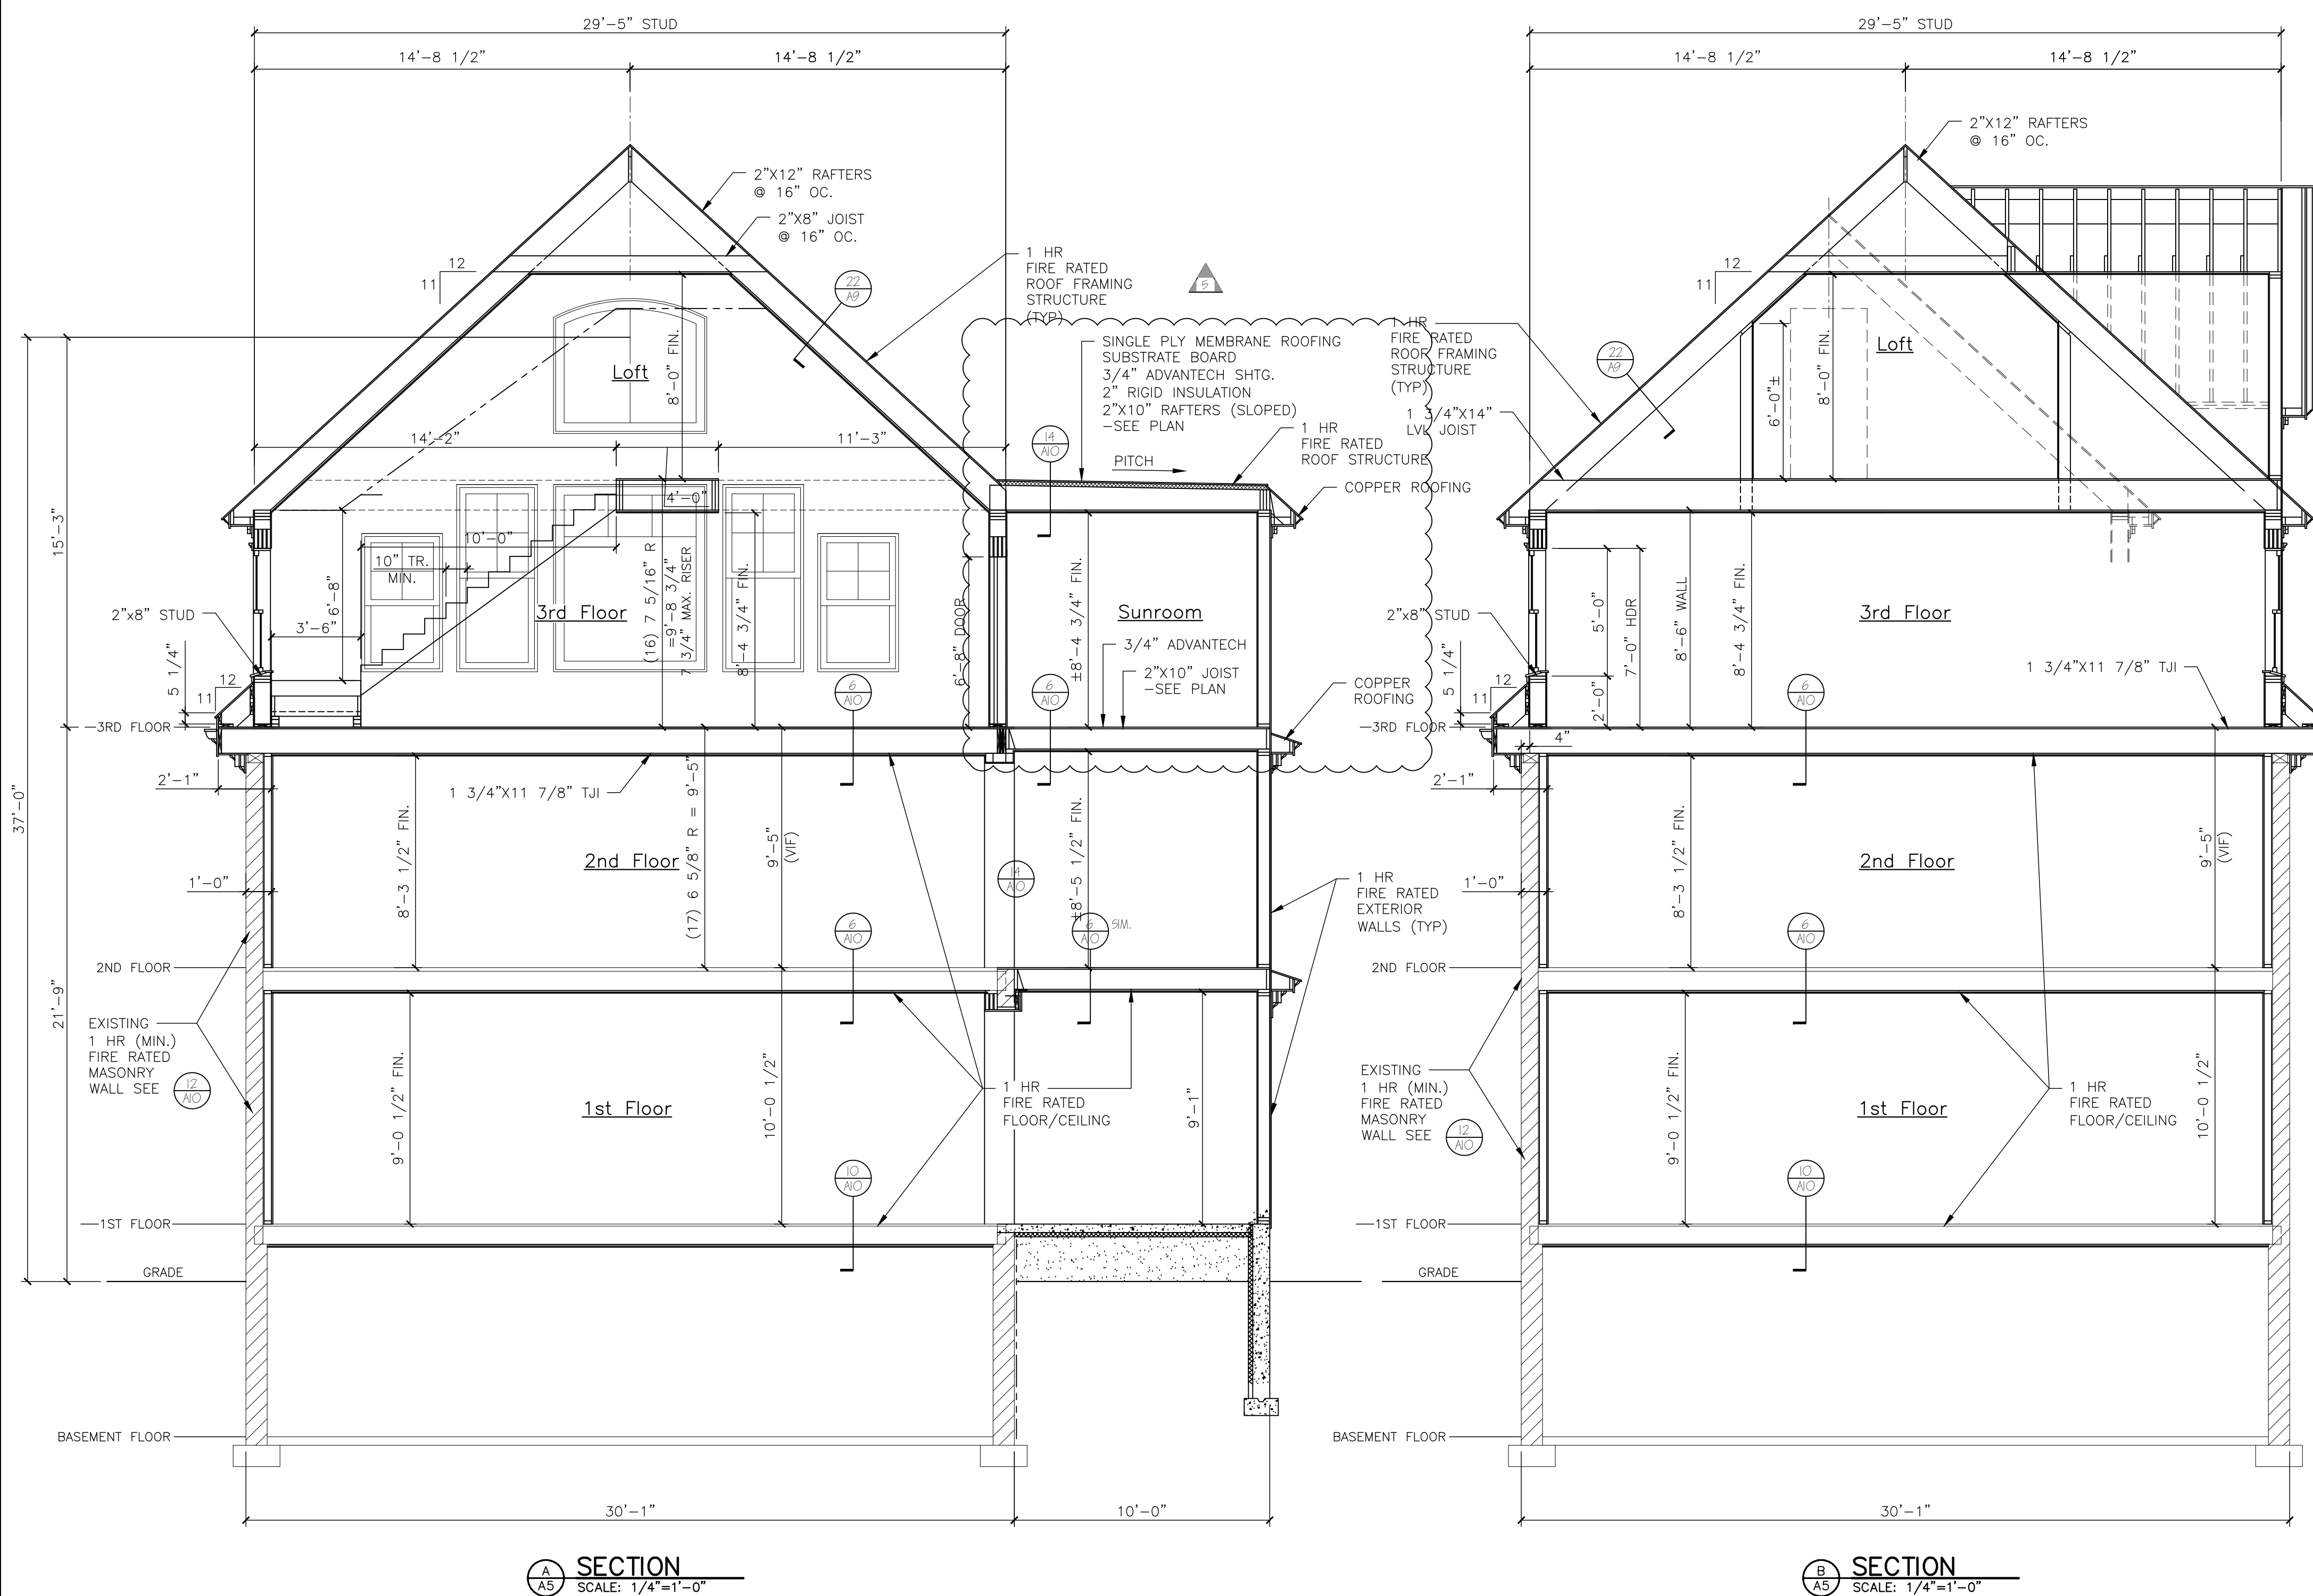 29'-5" STUD
14'-8 1/2"
14'-8 1/2"
2"X12" RAFTERS
@ 16" OC.
2"X8" JOIST
@ 16" OC.
12
11
22
A9
1 HR
FIRE RATED
ROOF FRAMING
STRUCTURE
(TYP)
5
Loft
8'-0" FIN.
SINGLE PLY MEMBRANE ROOFING
SUBSTRATE BOARD
3/4" ADVANTECH SHTG.
2" RIGID INSULATION
2"X10" RAFTERS (SLOPED)
-SEE PLAN
14
A10
PITCH
1 HR
FIRE RATED
ROOF STRUCTURE
COPPER ROOFING
14'-2"
11'-3"
4'-0"
10'-0"
10" TR.
MIN.
6'-8"
3'-6"
3rd Floor
(16) 7 5/16" R
=9'-8 3/4"
7 3/4" MAX. RISER
8'-4 3/4" FIN.
6'-8" DOOR
±8'-4 3/4" FIN.
Sunroom
3/4" ADVANTECH
2"X10" JOIST
-SEE PLAN
COPPER
ROOFING
2"x8" STUD
5 1/4"
12
11
6
A10
6
A10
3RD FLOOR
15'-3"
37'-0"
21'-9"
2'-1"
1 3/4"X11 7/8" TJI
8'-3 1/2" FIN.
2nd Floor
(17) 6 5/8" R = 9'-5"
9'-5"
(VIF)
±8'-5 1/2" FIN.
14
A10
1'-0"
6
A10
6
A10
SIM.
1 HR
FIRE RATED
EXTERIOR
WALLS (TYP)
2ND FLOOR
EXISTING
1 HR (MIN.)
FIRE RATED
MASONRY
WALL SEE
12
A10
9'-0 1/2" FIN.
1st Floor
10'-0 1/2"
1 HR
FIRE RATED
FLOOR/CEILING
9'-1"
10
A10
1ST FLOOR
GRADE
BASEMENT FLOOR
30'-1"
10'-0"
A
A5
SECTION
SCALE: 1/4"=1'-0"
29'-5" STUD
14'-8 1/2"
14'-8 1/2"
2"X12" RAFTERS
@ 16" OC.
12
11
1 HR
FIRE RATED
ROOF FRAMING
STRUCTURE
(TYP)
22
A9
Loft
6'-0"±
8'-0" FIN.
1 3/4"X14"
LVL JOIST
2"x8" STUD
5'-0"
7'-0" HDR
2'-0"
8'-6" WALL
8'-4 3/4" FIN.
3rd Floor
1 3/4"X11 7/8" TJI
5 1/4"
12
11
6
A10
3RD FLOOR
4"
2'-1"
8'-3 1/2" FIN.
2nd Floor
9'-5"
(VIF)
1'-0"
6
A10
2ND FLOOR
EXISTING
1 HR (MIN.)
FIRE RATED
MASONRY
WALL SEE
12
A10
9'-0 1/2" FIN.
1st Floor
1 HR
FIRE RATED
FLOOR/CEILING
10'-0 1/2"
10
A10
1ST FLOOR
GRADE
BASEMENT FLOOR
30'-1"
B
A5
SECTION
SCALE: 1/4"=1'-0"